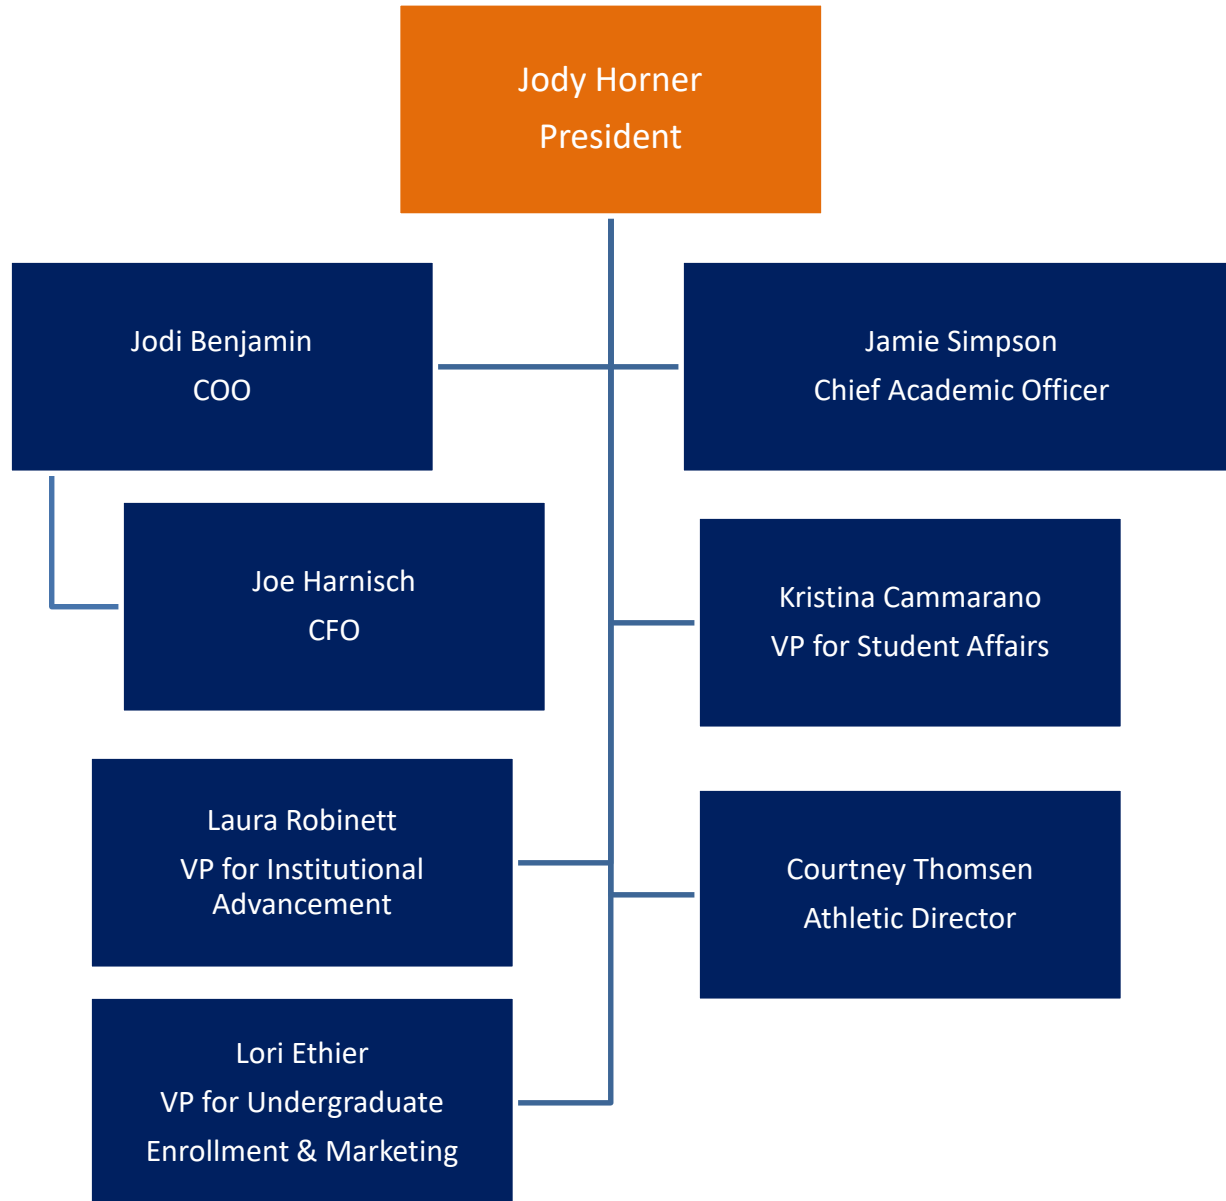 Jody Horner
President
Jodi Benjamin
COO
Jamie Simpson
Chief Academic Officer
Joe Harnisch
CFO
Kristina Cammarano
VP for Student Affairs
Laura Robinett
VP for Institutional
Advancement
Courtney Thomsen
Athletic Director
Lori Ethier
VP for Undergraduate
Enrollment & Marketing